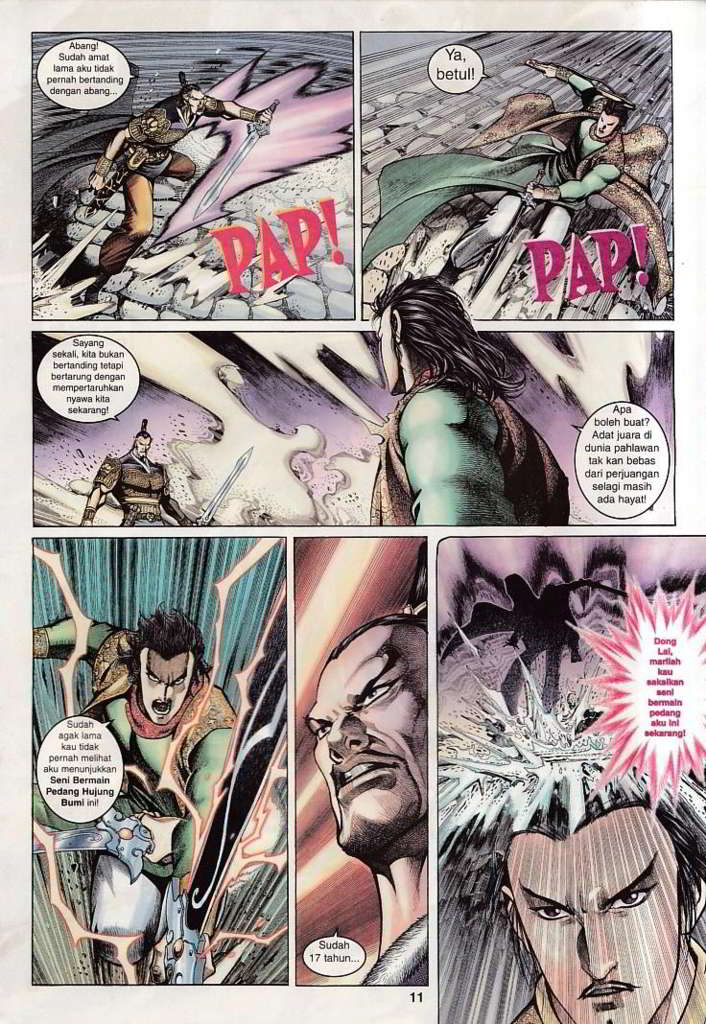 Abang!
Sudah amat
lama aku tidak
pernah bertanding
dengan abang...
PAP!
Ya,
betul!
PAP!
Sayang
sekali, kita bukan
bertanding tetapi
bertarung dengan
mempertaruhkan
nyawa kita
sekarang!
Apa
boleh buat?
Adat juara di
dunia pahlawan
tak kan bebas
dari perjuangan
selagi masih
ada hayat!
Sudah
agak lama
kau tidak
pernah melihat
aku menunjukkan
Seni Bermain
Pedang Hujung
Bumi ini!
Sudah
17 tahun...
Dong
Lai,
marilah
kau
saksikan
seni
bermain
pedang
aku ini
sekarang!
11